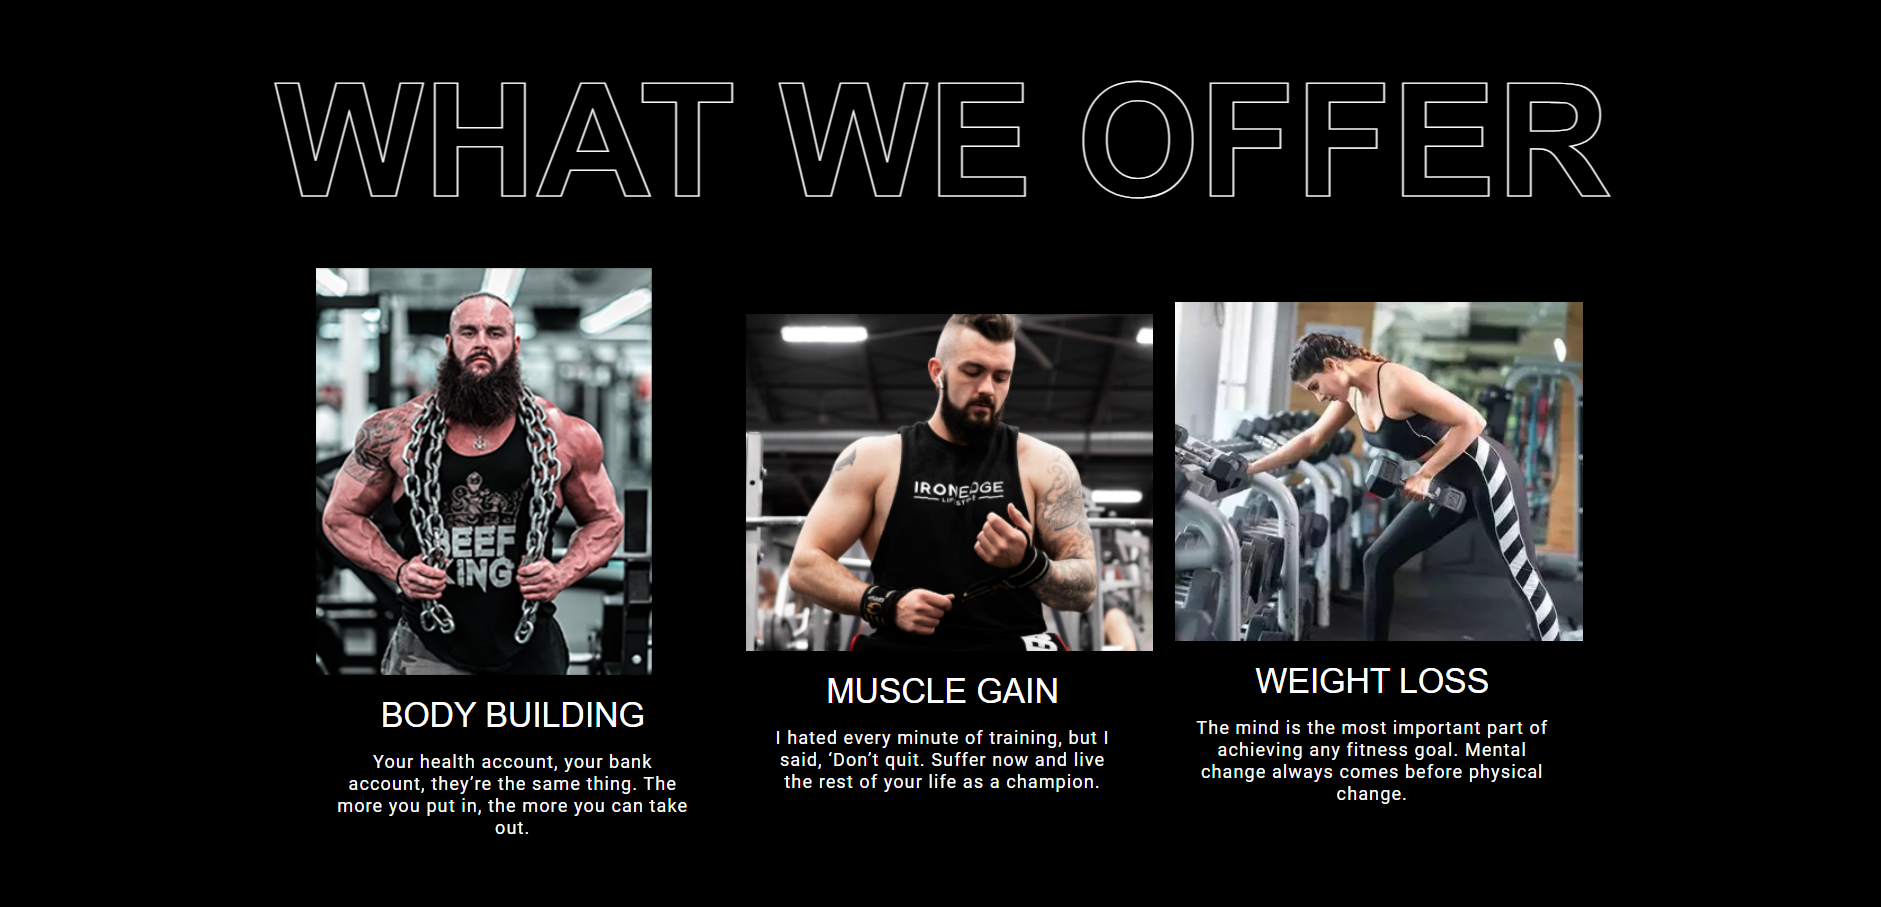 WHAT WE OFFER
BEEF
KING
BODY BUILDING
Your health account, your bank
account, they’re the same thing. The
more you put in, the more you can take
out.
IRONEDGE
MUSCLE GAIN
I hated every minute of training, but I
said, ‘Don’t quit. Suffer now and live
the rest of your life as a champion.
WEIGHT LOSS
The mind is the most important part of
achieving any fitness goal. Mental
change always comes before physical
change.